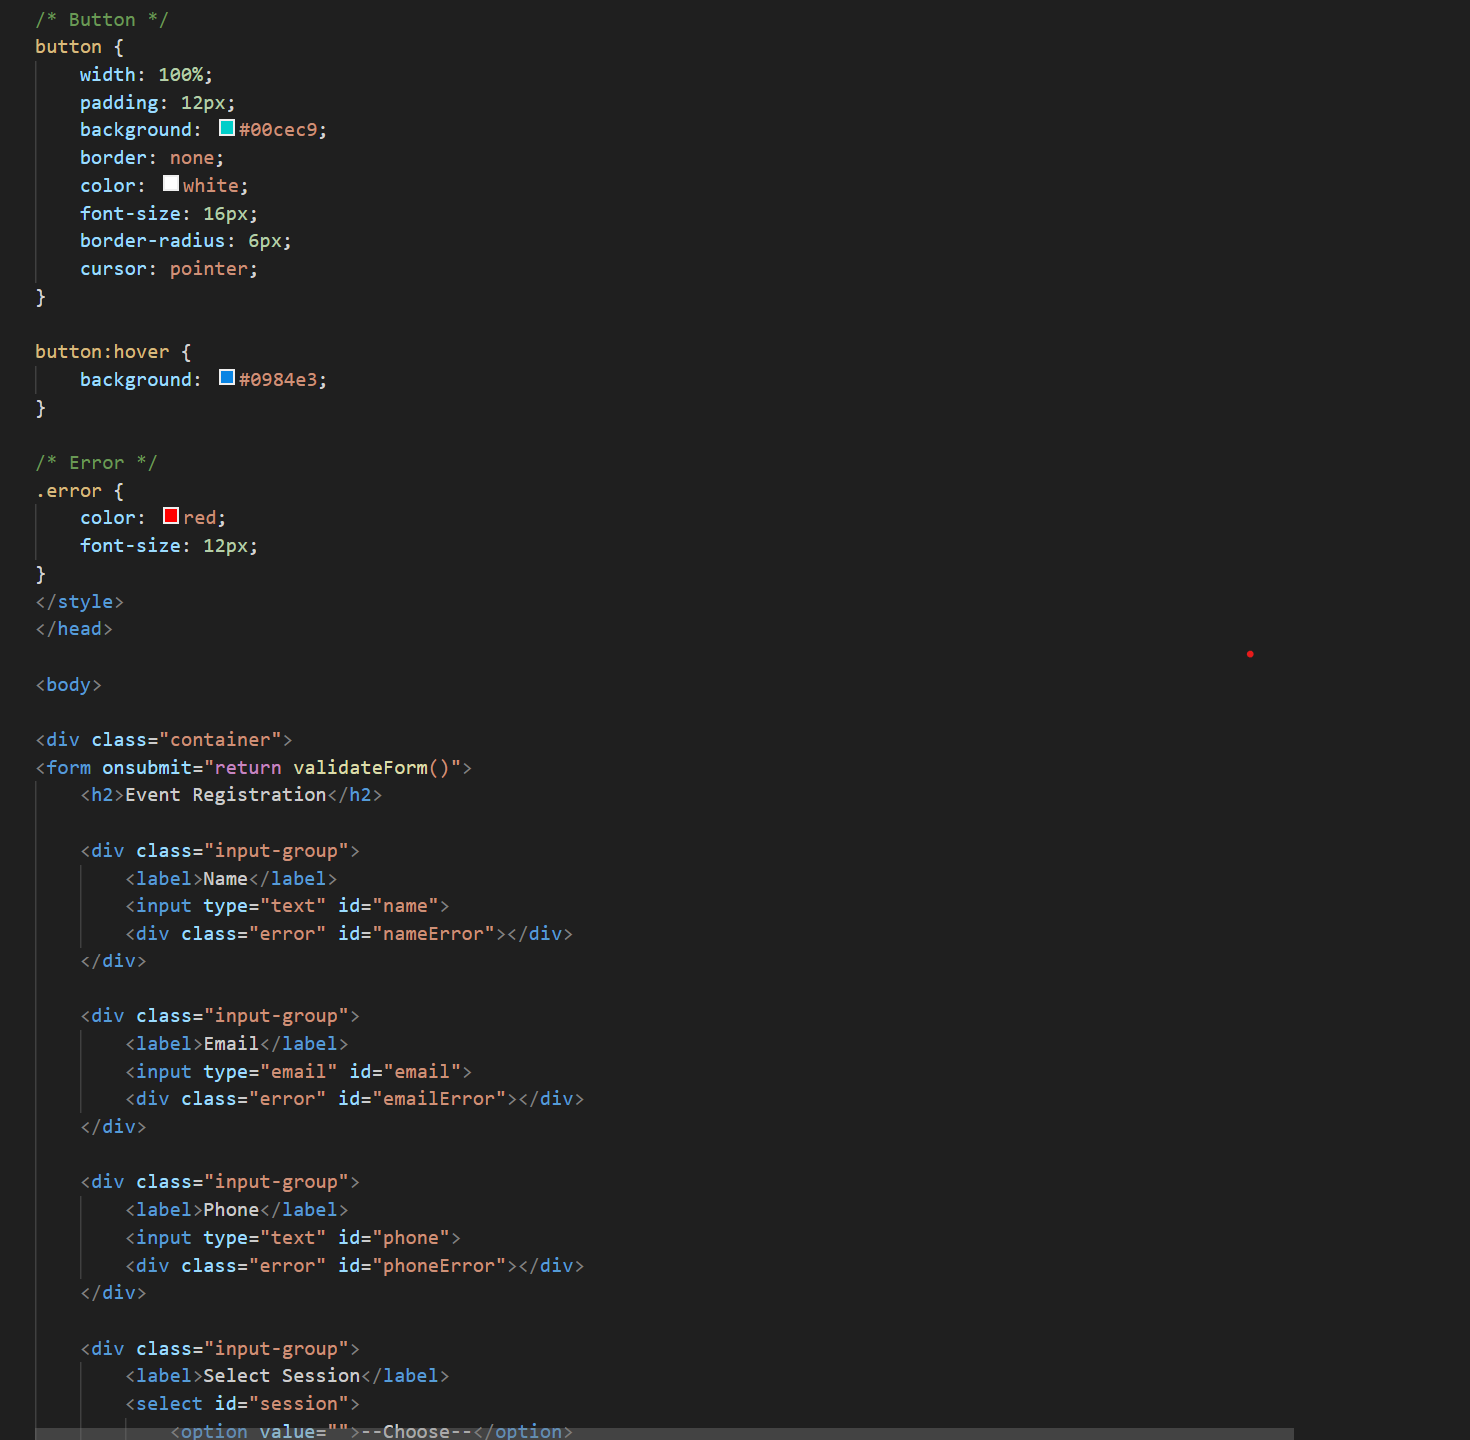 /* Button */
button {
    width: 100%;
    padding: 12px;
    background: #00cec9;
    border: none;
    color: white;
    font-size: 16px;
    border-radius: 6px;
    cursor: pointer;
}

button:hover {
    background: #0984e3;
}

/* Error */
.error {
    color: red;
    font-size: 12px;
}
</style>
</head>

<body>

<div class="container">
<form onsubmit="return validateForm()">
    <h2>Event Registration</h2>

    <div class="input-group">
        <label>Name</label>
        <input type="text" id="name">
        <div class="error" id="nameError"></div>
    </div>

    <div class="input-group">
        <label>Email</label>
        <input type="email" id="email">
        <div class="error" id="emailError"></div>
    </div>

    <div class="input-group">
        <label>Phone</label>
        <input type="text" id="phone">
        <div class="error" id="phoneError"></div>
    </div>

    <div class="input-group">
        <label>Select Session</label>
        <select id="session">
            <option value="">--Choose--</option>